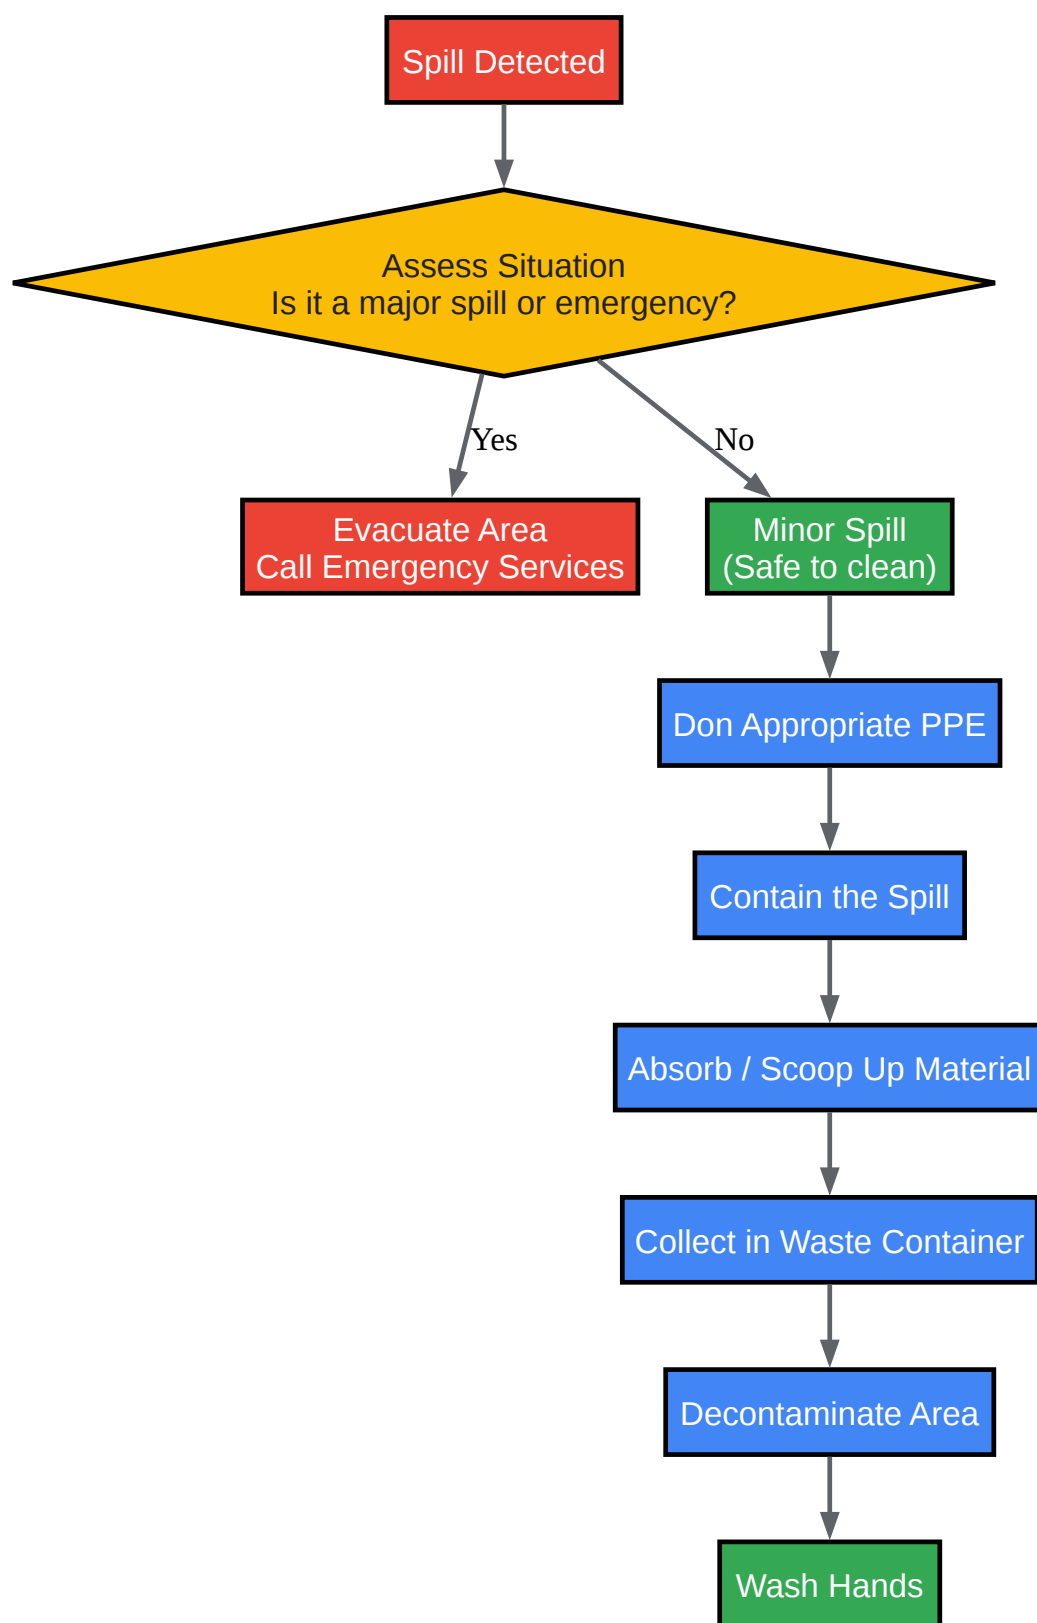 Spill Detected
Assess Situation
Is it a major spill or emergency?
Yes
No
Evacuate Area
Call Emergency Services
Minor Spill
(Safe to clean)
Don Appropriate PPE
Contain the Spill
Absorb / Scoop Up Material
Collect in Waste Container
Decontaminate Area
Wash Hands